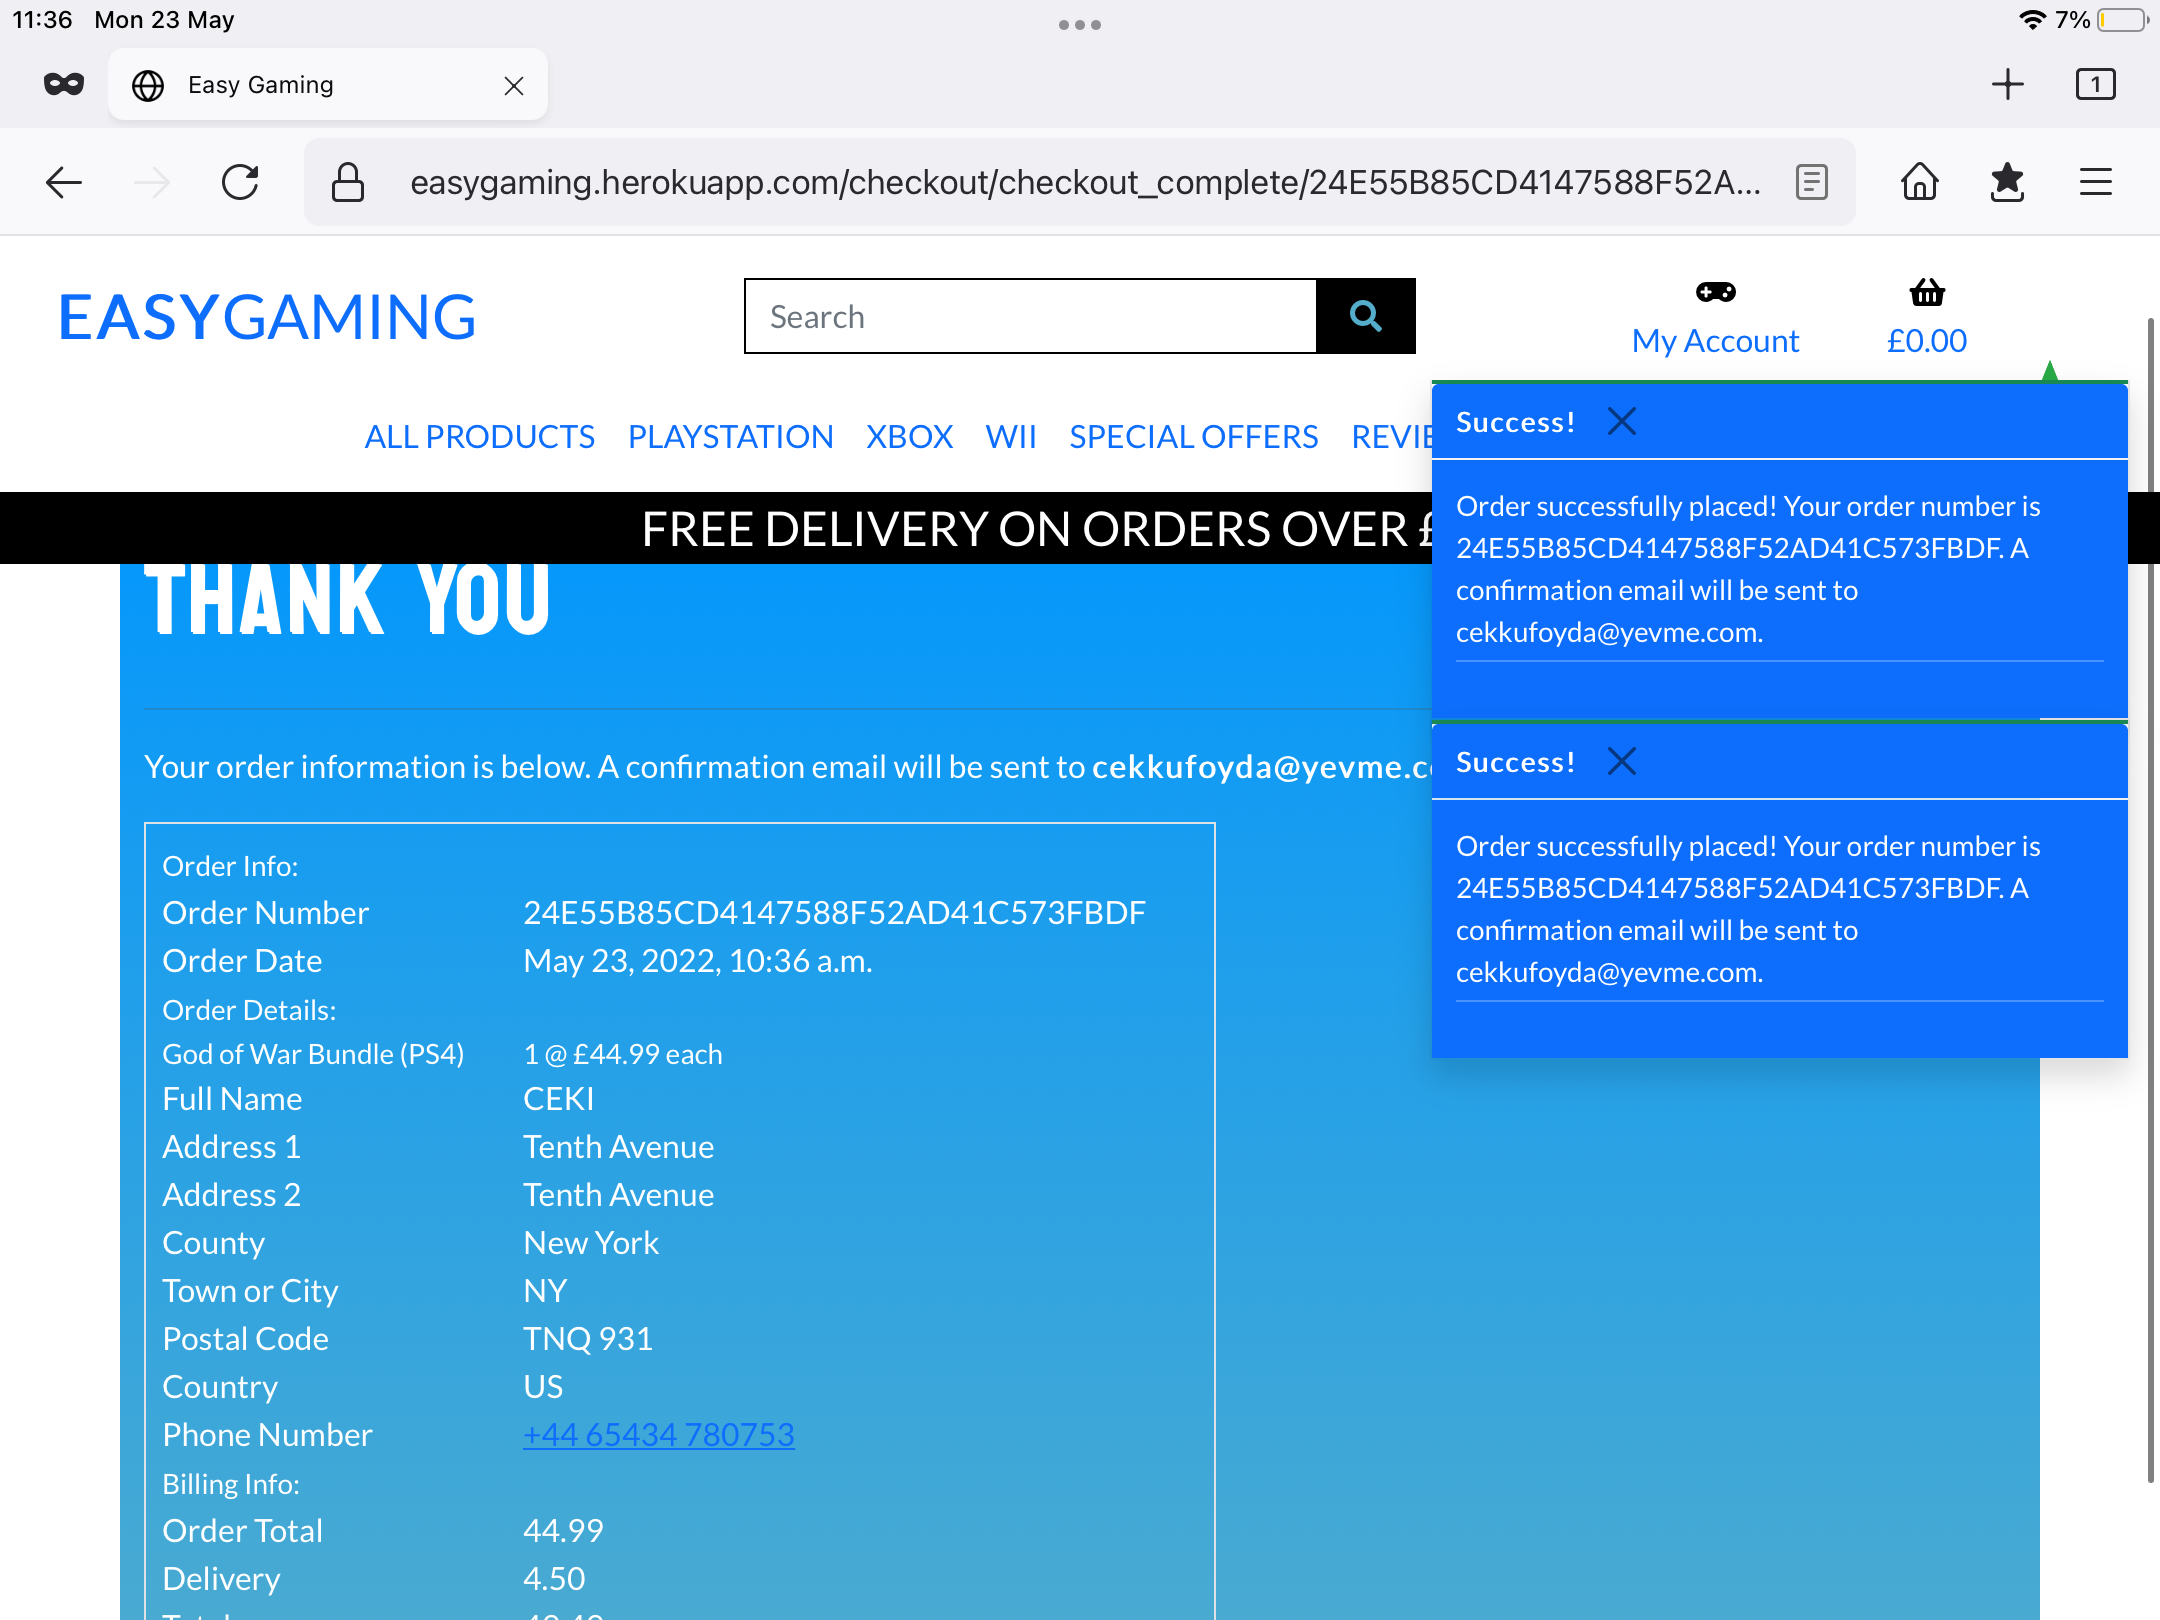 11:36 Mon 23 May 7%
Easy Gaming 1
easygaming.herokuapp.com/checkout/checkout_complete/24E55B85CD4147588F52A...
EASYGAMING Search My Account £0.00
ALL PRODUCTS PLAYSTATION XBOX WII SPECIAL OFFERS
FREE DELIVERY ON ORDERS OVER
Success!
Order successfully placed! Your order number is
24E55B85CD4147588F52AD41C573FBDF. A
confirmation email will be sent to
cekkufoyda@yevme.com.
Success!
Order successfully placed! Your order number is
24E55B85CD4147588F52AD41C573FBDF. A
confirmation email will be sent to
cekkufoyda@yevme.com.
THANK YOU
Your order information is below. A confirmation email will be sent to cekkufoyda@yevme.c
Order Info:
Order Number 24E55B85CD4147588F52AD41C573FBDF
Order Date May 23, 2022, 10:36 a.m.
Order Details:
God of War Bundle (PS4) 1 @ £44.99 each
Full Name CEKI
Address 1 Tenth Avenue
Address 2 Tenth Avenue
County New York
Town or City NY
Postal Code TNQ 931
Country US
Phone Number +44 65434 780753
Billing Info:
Order Total 44.99
Delivery 4.50